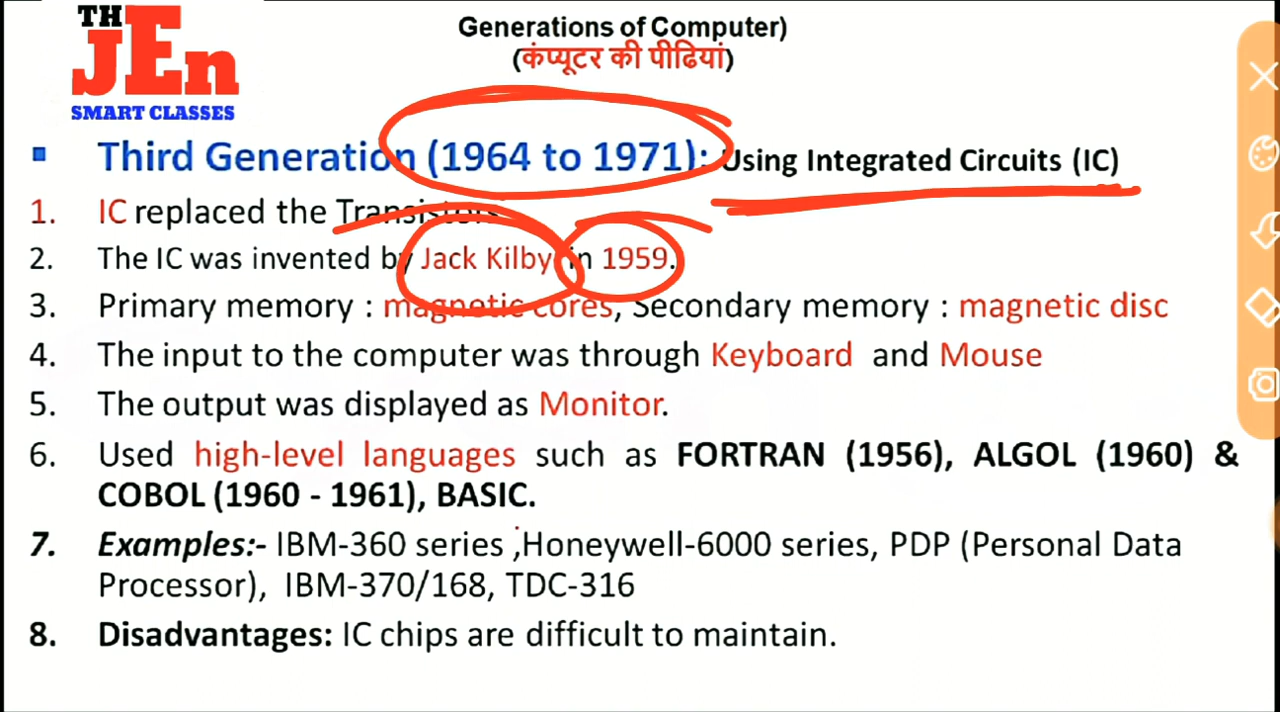 TH
JEn
SMART CLASSES
Generations of Computer)
(कंप्यूटर की पीढियां)
▪ Third Generation (1964 to 1971): Using Integrated Circuits (IC)
1. IC replaced the Transistors
2. The IC was invented by Jack Kilby in 1959.
3. Primary memory : magnetic cores, Secondary memory : magnetic disc
4. The input to the computer was through Keyboard and Mouse
5. The output was displayed as Monitor.
6. Used high-level languages such as FORTRAN (1956), ALGOL (1960) &
COBOL (1960 - 1961), BASIC.
7. Examples:- IBM-360 series ,Honeywell-6000 series, PDP (Personal Data
Processor), IBM-370/168, TDC-316
8. Disadvantages: IC chips are difficult to maintain.